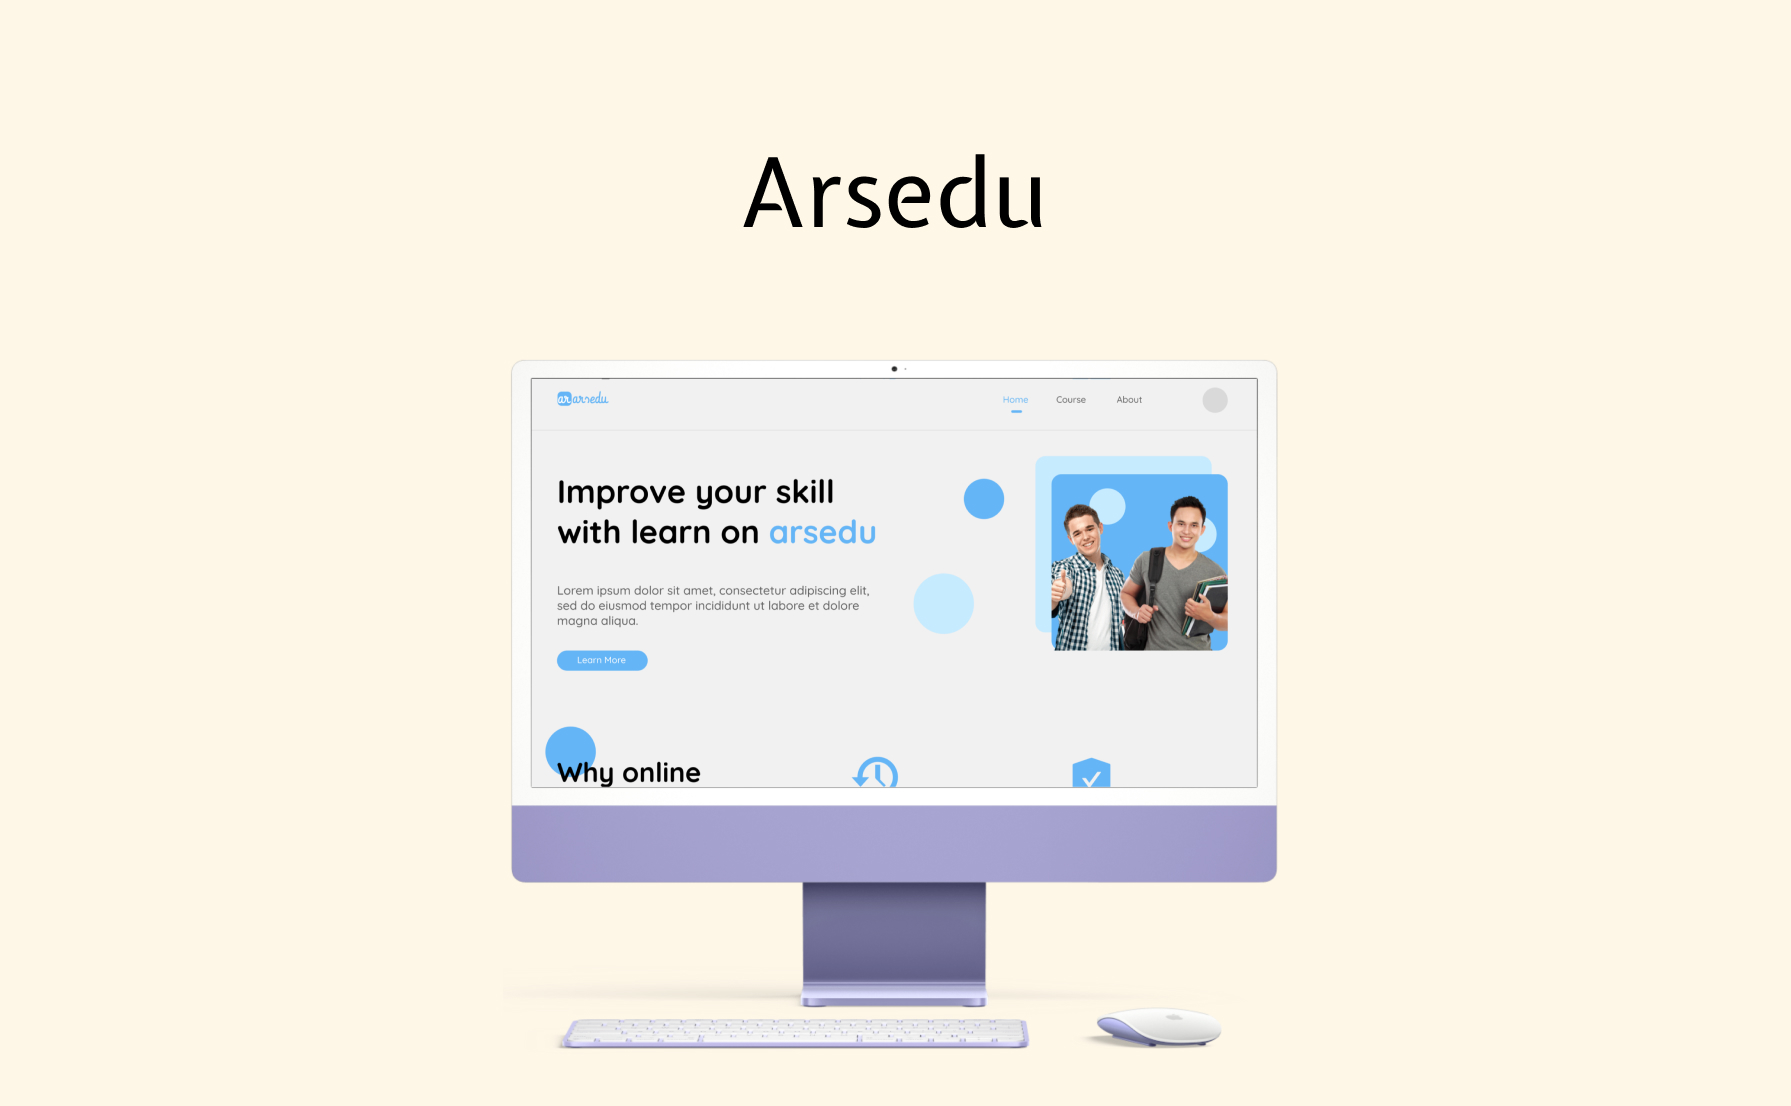 Arsedu
ar arsedu
Home Course About
Improve your skill
with learn on arsedu
Lorem ipsum dolor sit amet, consectetur adipiscing elit,
sed do eiusmod tempor incididunt ut labore et dolore
magna aliqua.
Learn More
Why online